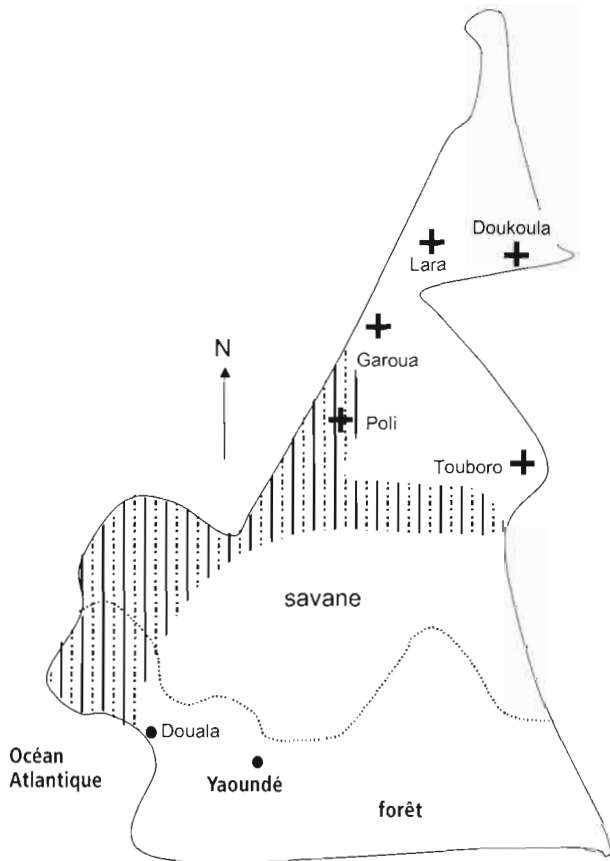 Doukoula
Lara
N
Garoua
Poli
Touboro
savane
Douala
Océan
Atlantique
Yaoundé
forêt